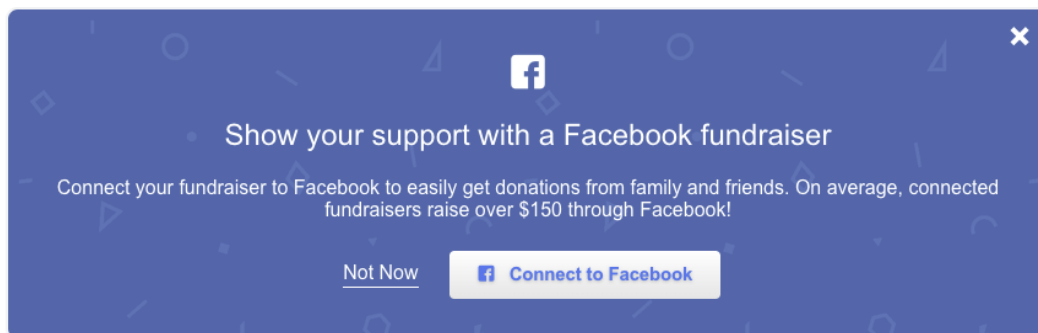 Show your support with a Facebook fundraiser
Connect your fundraiser to Facebook to easily get donations from family and friends. On average, connected
fundraisers raise over $150 through Facebook!
Not Now
Connect to Facebook